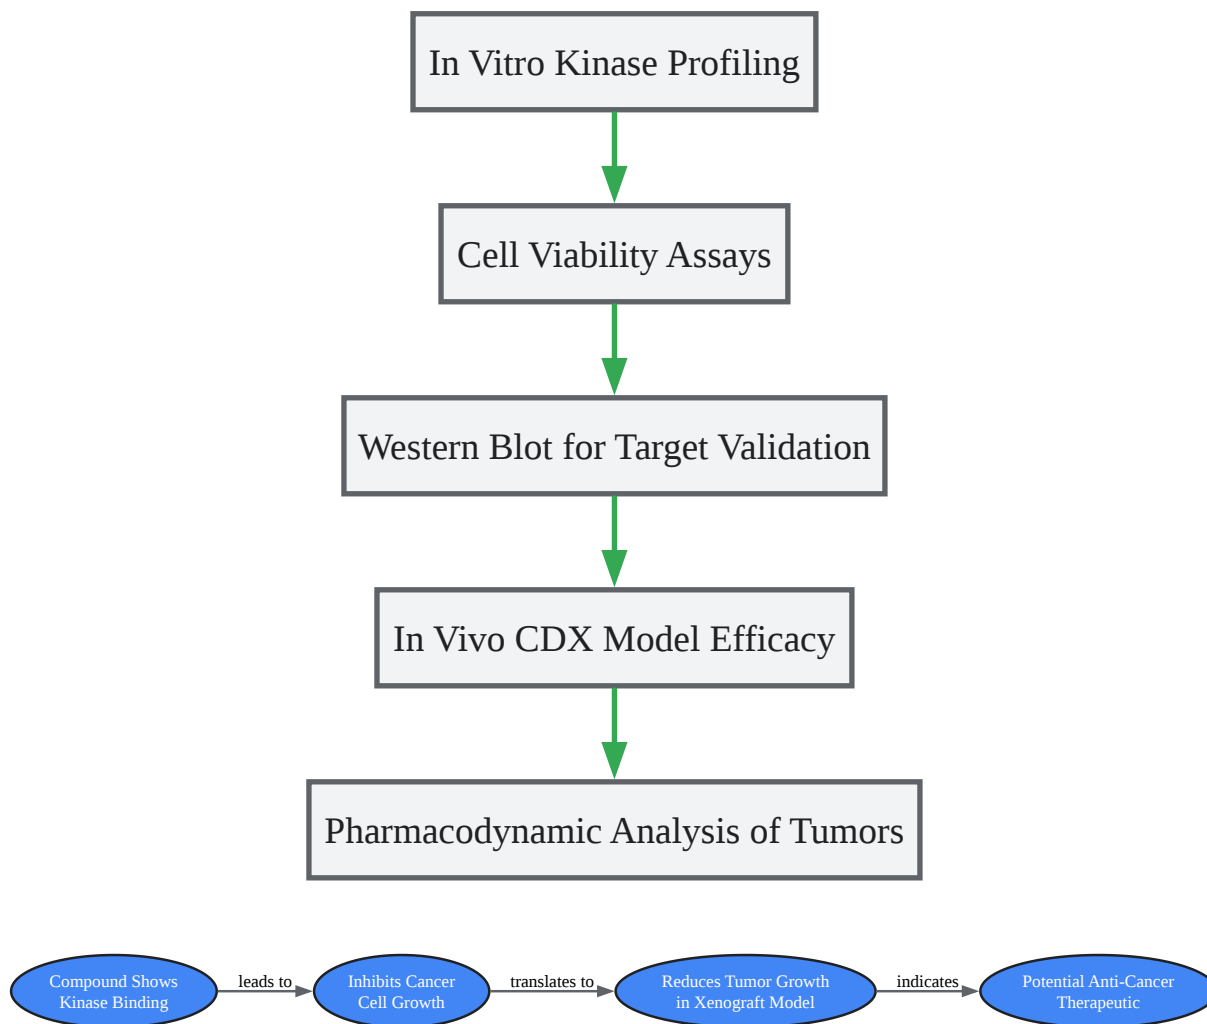 In Vitro Kinase Profiling
Cell Viability Assays
Western Blot for Target Validation
In Vivo CDX Model Efficacy
Pharmacodynamic Analysis of Tumors
Compound Shows
Kinase Binding
leads to
Inhibits Cancer
Cell Growth
translates to
Reduces Tumor Growth
in Xenograft Model
indicates
Potential Anti-Cancer
Therapeutic